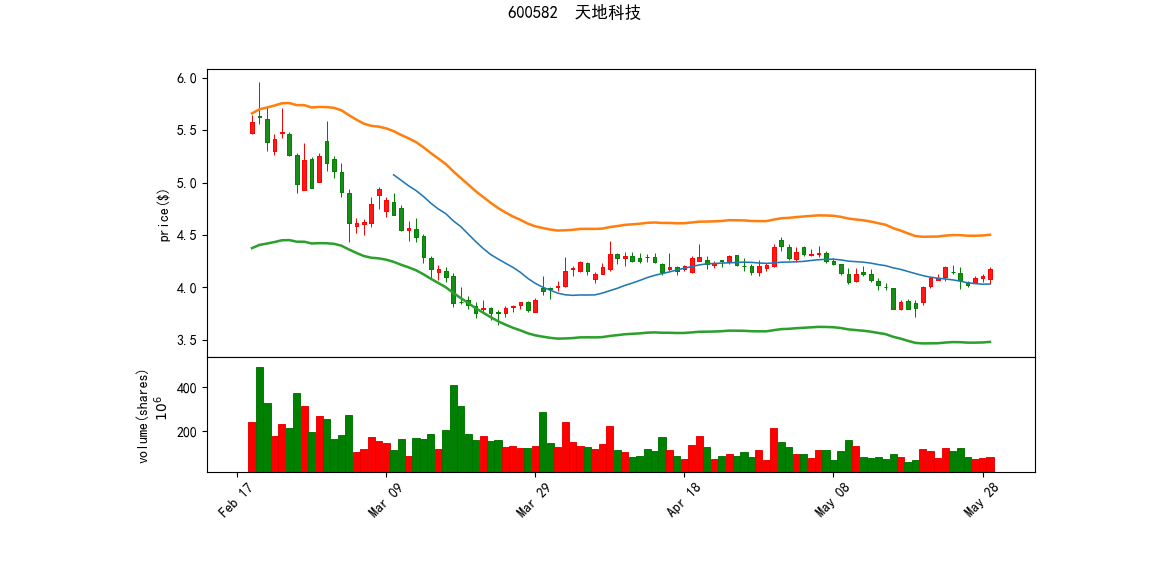 600582 天地科技
6.0
5.5
5.0
4.5
4.0
3.5
price($)
400
200
volume(shares)
10^6
Feb 17
Mar 09
Mar 29
Apr 18
May 08
May 28